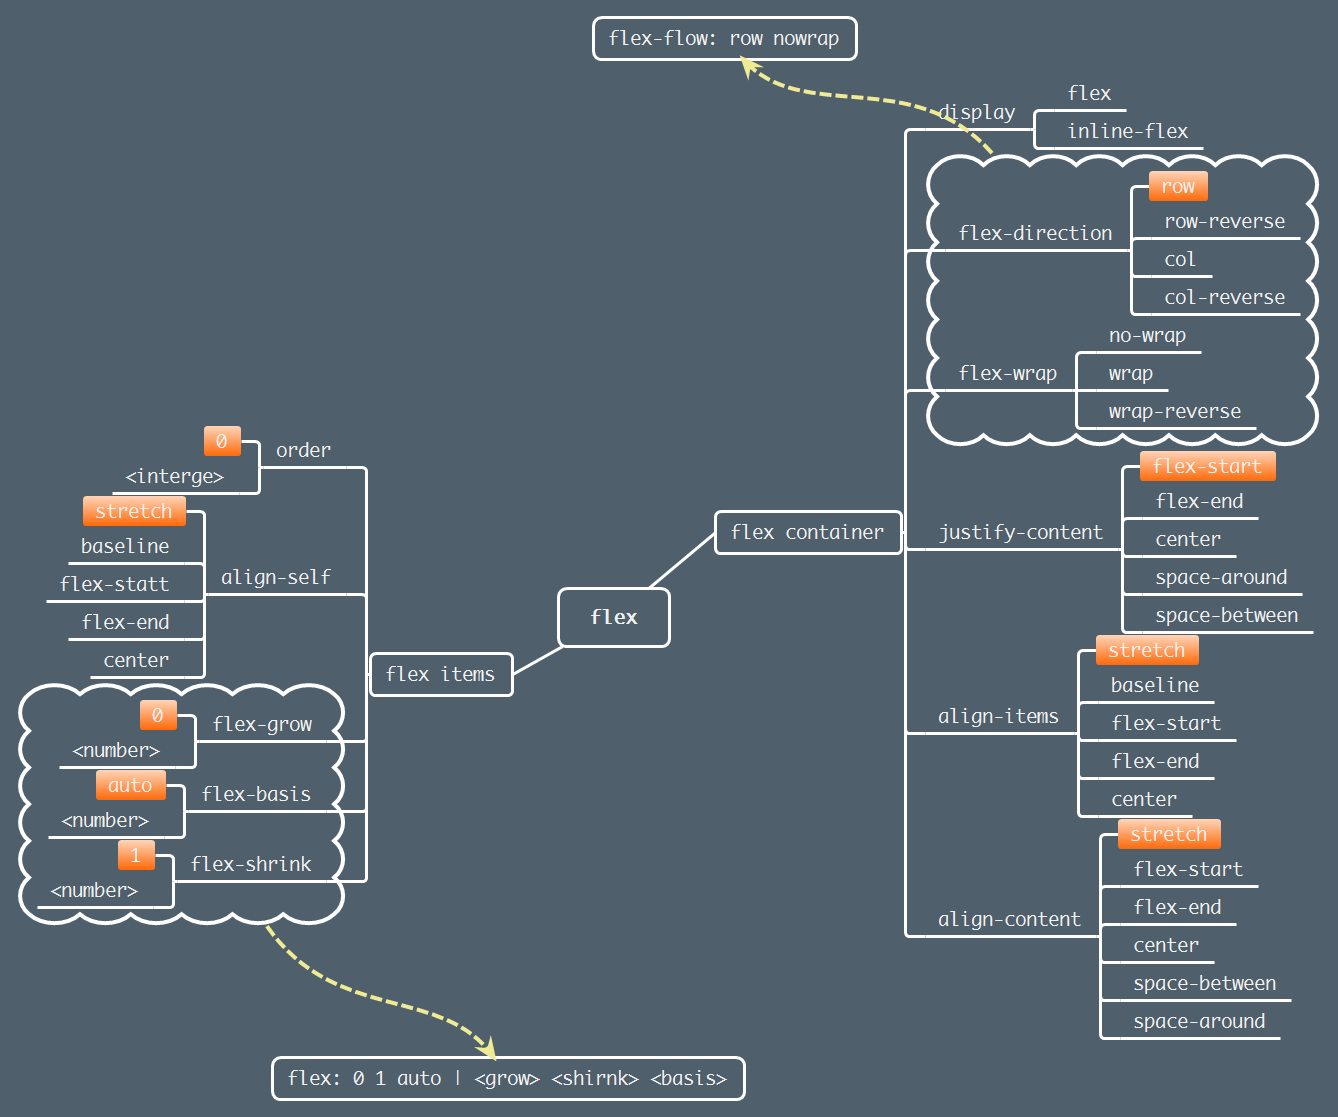 flex-flow: row nowrap
display
flex
inline-flex
flex-direction
row
row-reverse
col
col-reverse
flex-wrap
no-wrap
wrap
wrap-reverse
flex container
justify-content
flex-start
flex-end
center
space-around
space-between
align-items
stretch
baseline
flex-start
flex-end
center
align-content
stretch
flex-start
flex-end
center
space-between
space-around
flex
flex items
order
0
<interge>
align-self
stretch
baseline
flex-statt
flex-end
center
flex-grow
0
<number>
flex-basis
auto
<number>
flex-shrink
1
<number>
flex: 0 1 auto | <grow> <shirnk> <basis>